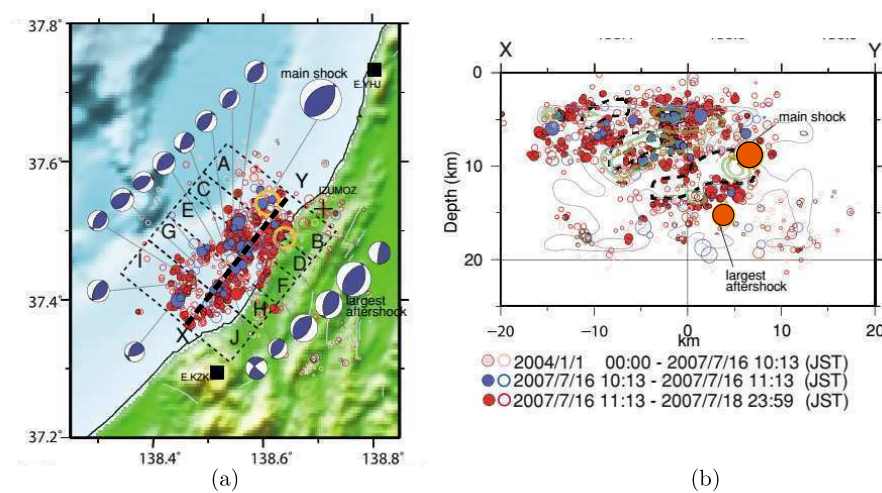 37.8°
37.6°
37.4°
37.2°
138.4°
138.6°
138.8°
main shock
E.YHJ
IZUMOZ
A
C
E
G
I
Y
B
D
F
H
J
X
largest
aftershock
E.KZK
(a)
X
Y
0
10
20
Depth (km)
main shock
largest
aftershock
−20
−10
0
10
20
km
2004/1/1 00:00 - 2007/7/16 10:13 (JST)
2007/7/16 10:13 - 2007/7/16 11:13 (JST)
2007/7/16 11:13 - 2007/7/18 23:59 (JST)
(b)